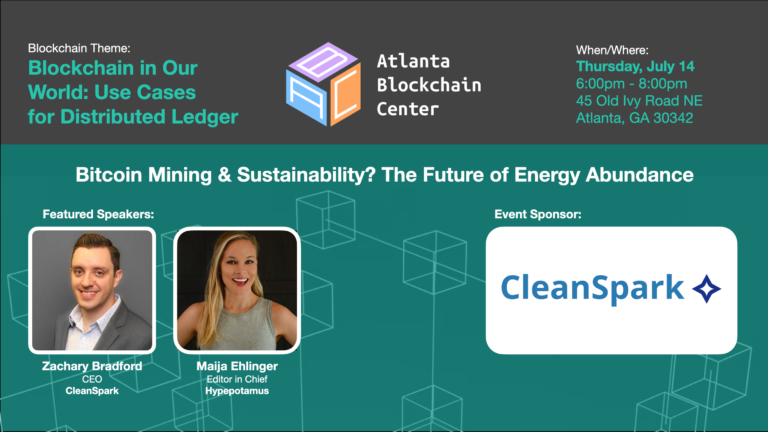 Blockchain Theme:
Blockchain in Our
World: Use Cases
for Distributed Ledger
BAC
Atlanta
Blockchain
Center
When/Where:
Thursday, July 14
6:00pm - 8:00pm
45 Old Ivy Road NE
Atlanta, GA 30342
Bitcoin Mining & Sustainability? The Future of Energy Abundance
Featured Speakers:
Event Sponsor:
CleanSpark
Zachary Bradford
CEO
CleanSpark
Maija Ehlinger
Editor in Chief
Hypepotamus